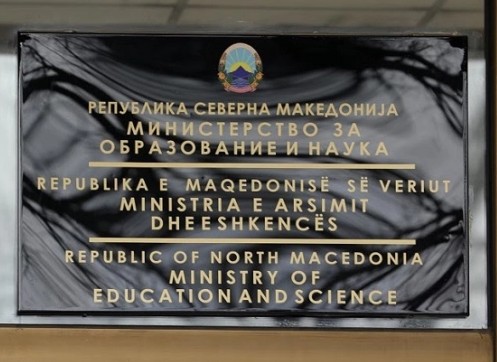 РЕПУБЛИКА СЕВЕРНА МАКЕДОНИЈА
МИНИСТЕРСТВО ЗА
ОБРАЗОВАНИЕ И НАУКА
REPUBLIKA E MAQEDONISË SË VERIUT
MINISTRIA E ARSIMIT
DHE E SHKENCËS
REPUBLIC OF NORTH MACEDONIA
MINISTRY OF
EDUCATION AND SCIENCE